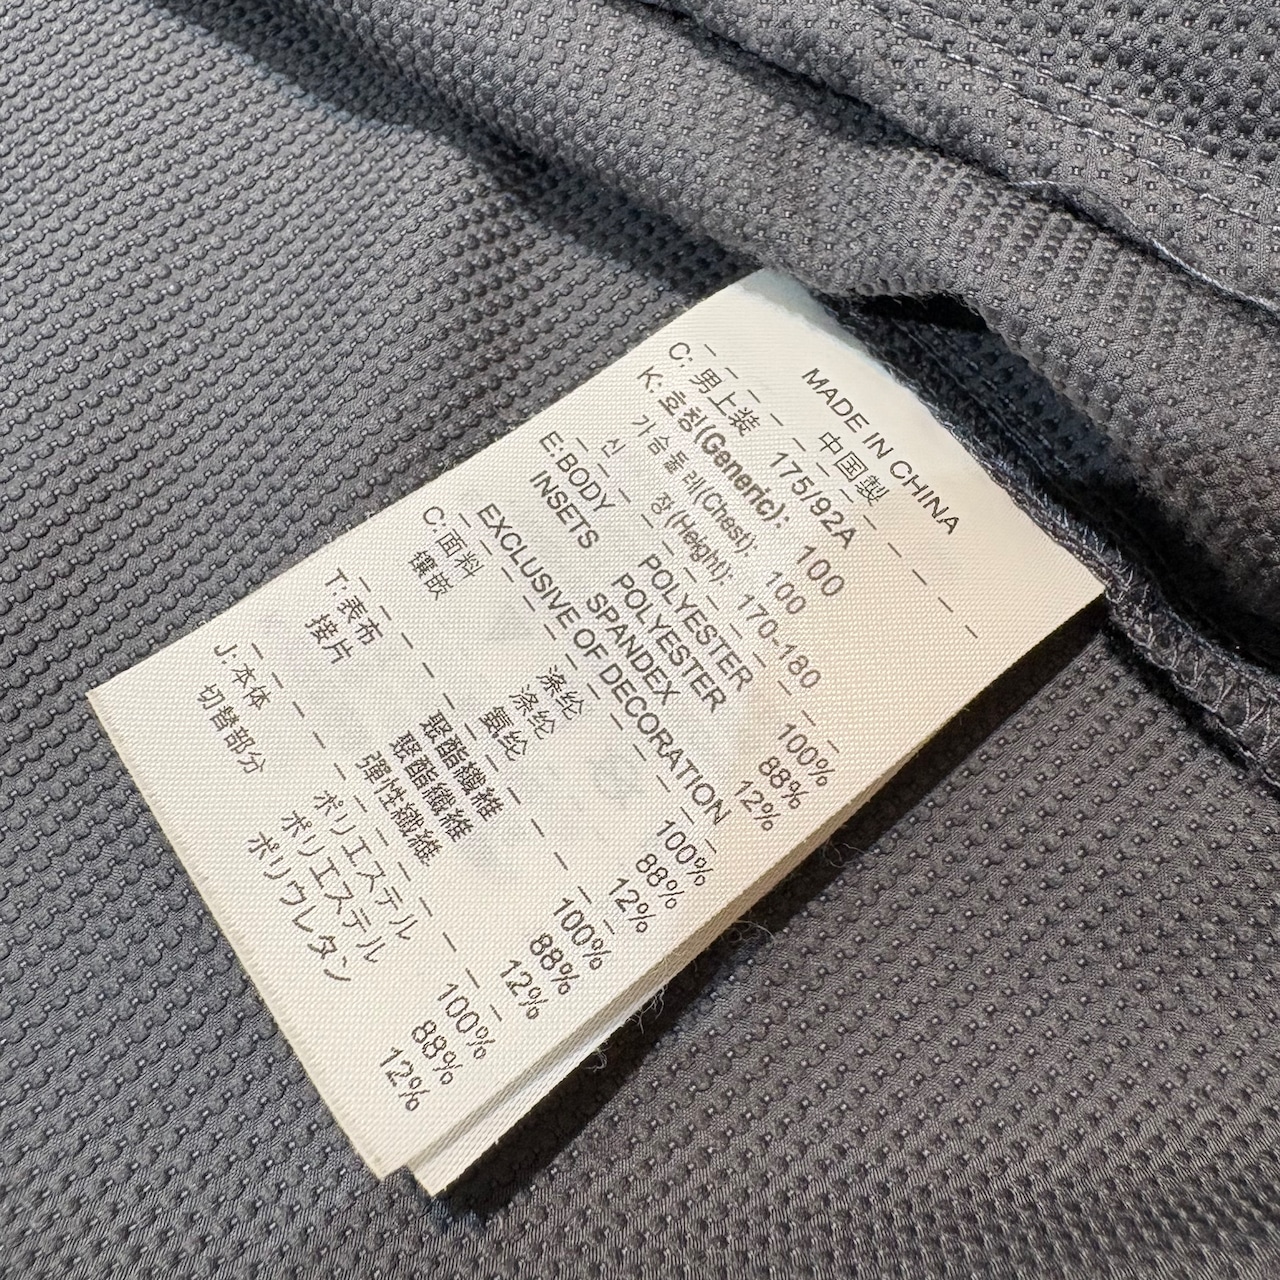 MADE IN CHINA
中国製
C: 男上装 175/92A
K: 호칭(Generic): 100
가슴둘레(Chest): 100
신 장(Height): 170-180
E: BODY POLYESTER 100%
INSETS POLYESTER 88%
SPANDEX 12%
EXCLUSIVE OF DECORATION
C: 面料 涤纶 100%
镶嵌 涤纶 88%
氨纶 12%
T: 表布 聚酯纖維 100%
接片 聚酯纖維 88%
彈性纖維 12%
J: 本体 ポリエステル 100%
切替部分 ポリエステル 88%
ポリウレタン 12%